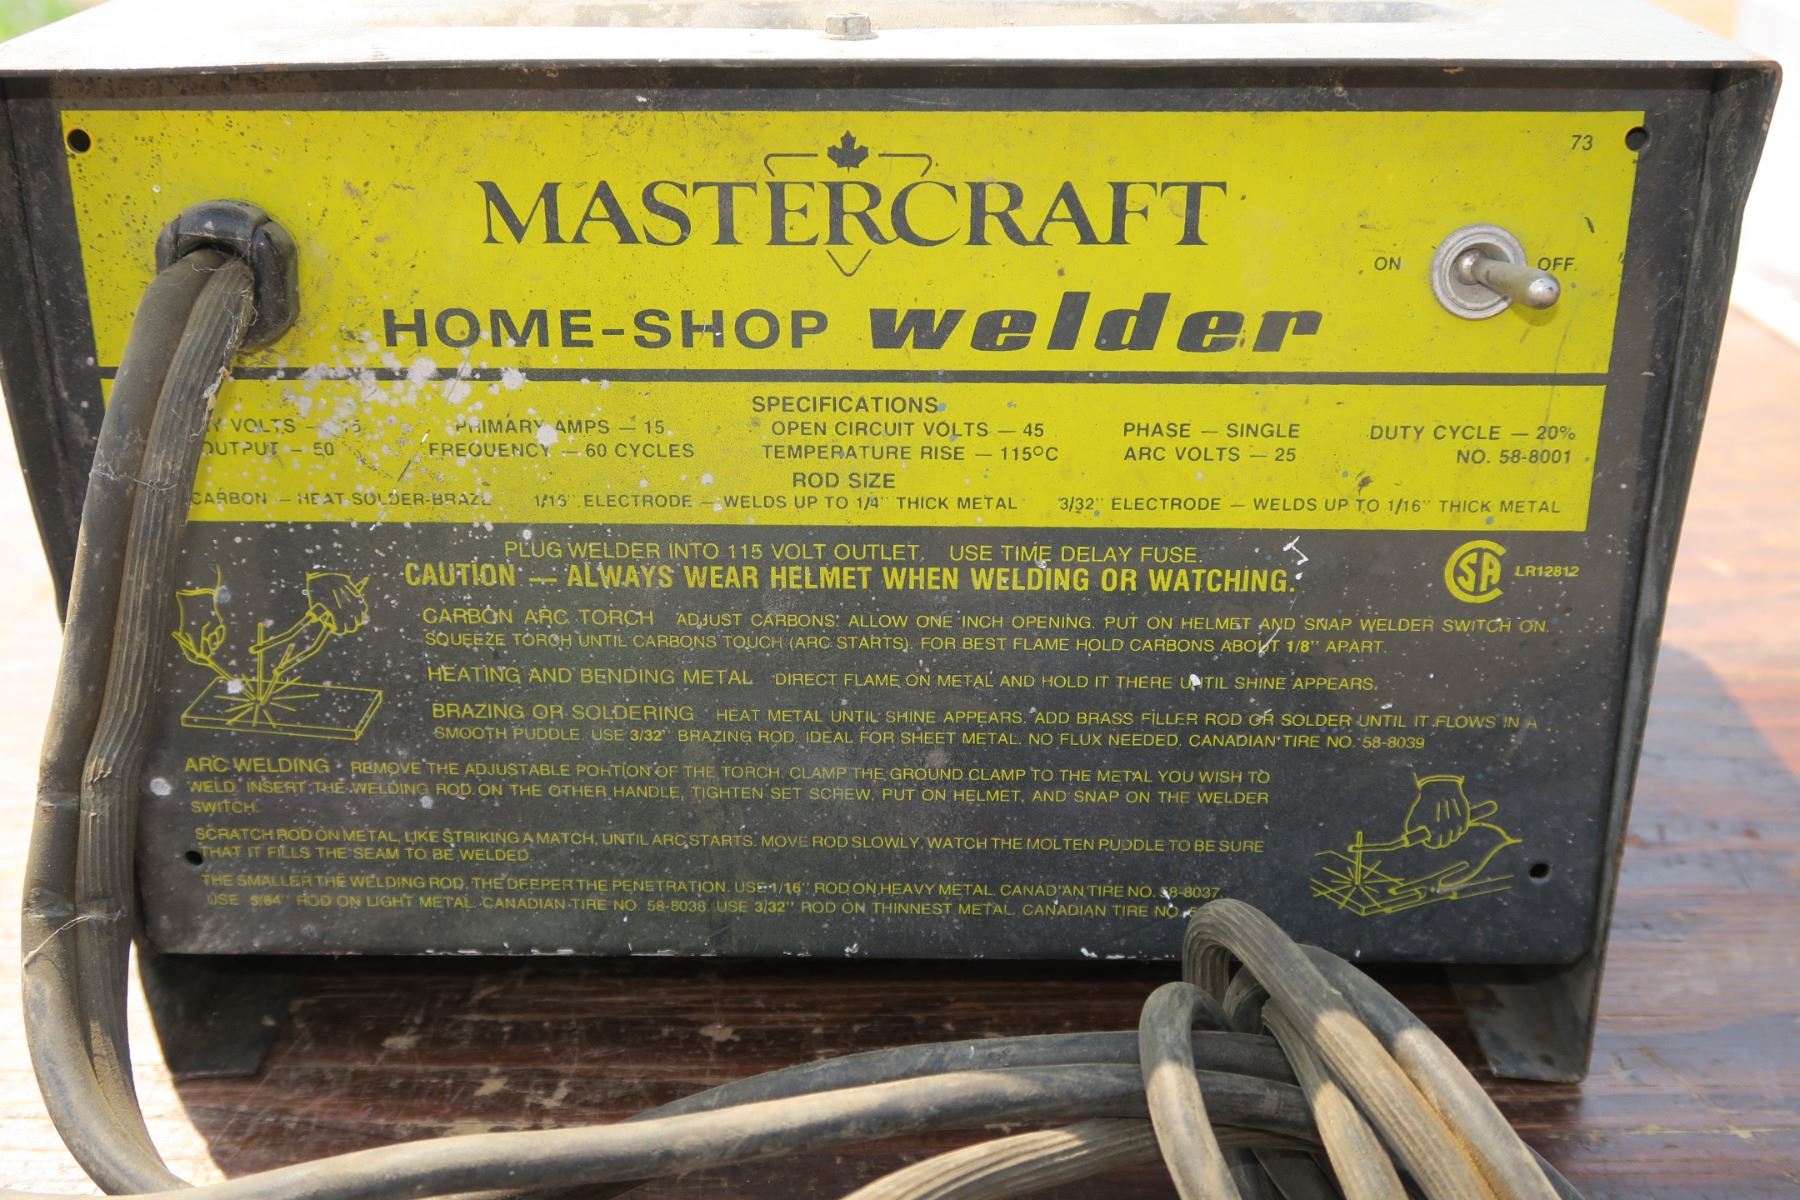 73
MASTERCRAFT
ON OFF
HOME-SHOP welder
SPECIFICATIONS
VOLTS — PRIMARY AMPS — 15 OPEN CIRCUIT VOLTS — 45 PHASE — SINGLE DUTY CYCLE — 20%
OUTPUT — 50 FREQUENCY — 60 CYCLES TEMPERATURE RISE — 115°C ARC VOLTS — 25 NO. 58-8001
ROD SIZE
CARBON — HEAT-SOLDER-BRAZE 1/16" ELECTRODE — WELDS UP TO 1/4" THICK METAL 3/32" ELECTRODE — WELDS UP TO 1/16" THICK METAL
PLUG WELDER INTO 115 VOLT OUTLET. USE TIME DELAY FUSE.
CAUTION — ALWAYS WEAR HELMET WHEN WELDING OR WATCHING.
CSA LR12812
CARBON ARC TORCH ADJUST CARBONS: ALLOW ONE INCH OPENING. PUT ON HELMET AND SNAP WELDER SWITCH ON.
SQUEEZE TORCH UNTIL CARBONS TOUCH (ARC STARTS). FOR BEST FLAME HOLD CARBONS ABOUT 1/8" APART.
HEATING AND BENDING METAL DIRECT FLAME ON METAL AND HOLD IT THERE UNTIL SHINE APPEARS.
BRAZING OR SOLDERING HEAT METAL UNTIL SHINE APPEARS. ADD BRASS FILLER ROD OR SOLDER UNTIL IT FLOWS IN A
SMOOTH PUDDLE. USE 3/32" BRAZING ROD. IDEAL FOR SHEET METAL. NO FLUX NEEDED. CANADIAN TIRE NO. 58-8039
ARC WELDING REMOVE THE ADJUSTABLE PORTION OF THE TORCH. CLAMP THE GROUND CLAMP TO THE METAL YOU WISH TO
WELD. INSERT THE WELDING ROD ON THE OTHER HANDLE, TIGHTEN SET SCREW, PUT ON HELMET, AND SNAP ON THE WELDER
SWITCH.
SCRATCH ROD ON METAL, LIKE STRIKING A MATCH, UNTIL ARC STARTS. MOVE ROD SLOWLY, WATCH THE MOLTEN PUDDLE TO BE SURE
THAT IT FILLS THE SEAM TO BE WELDED.
THE SMALLER THE WELDING ROD, THE DEEPER THE PENETRATION. USE 1/16" ROD ON HEAVY METAL. CANADIAN TIRE NO. 58-8037.
USE 5/64" ROD ON LIGHT METAL. CANADIAN TIRE NO. 58-8038. USE 3/32" ROD ON THINNEST METAL. CANADIAN TIRE NO.